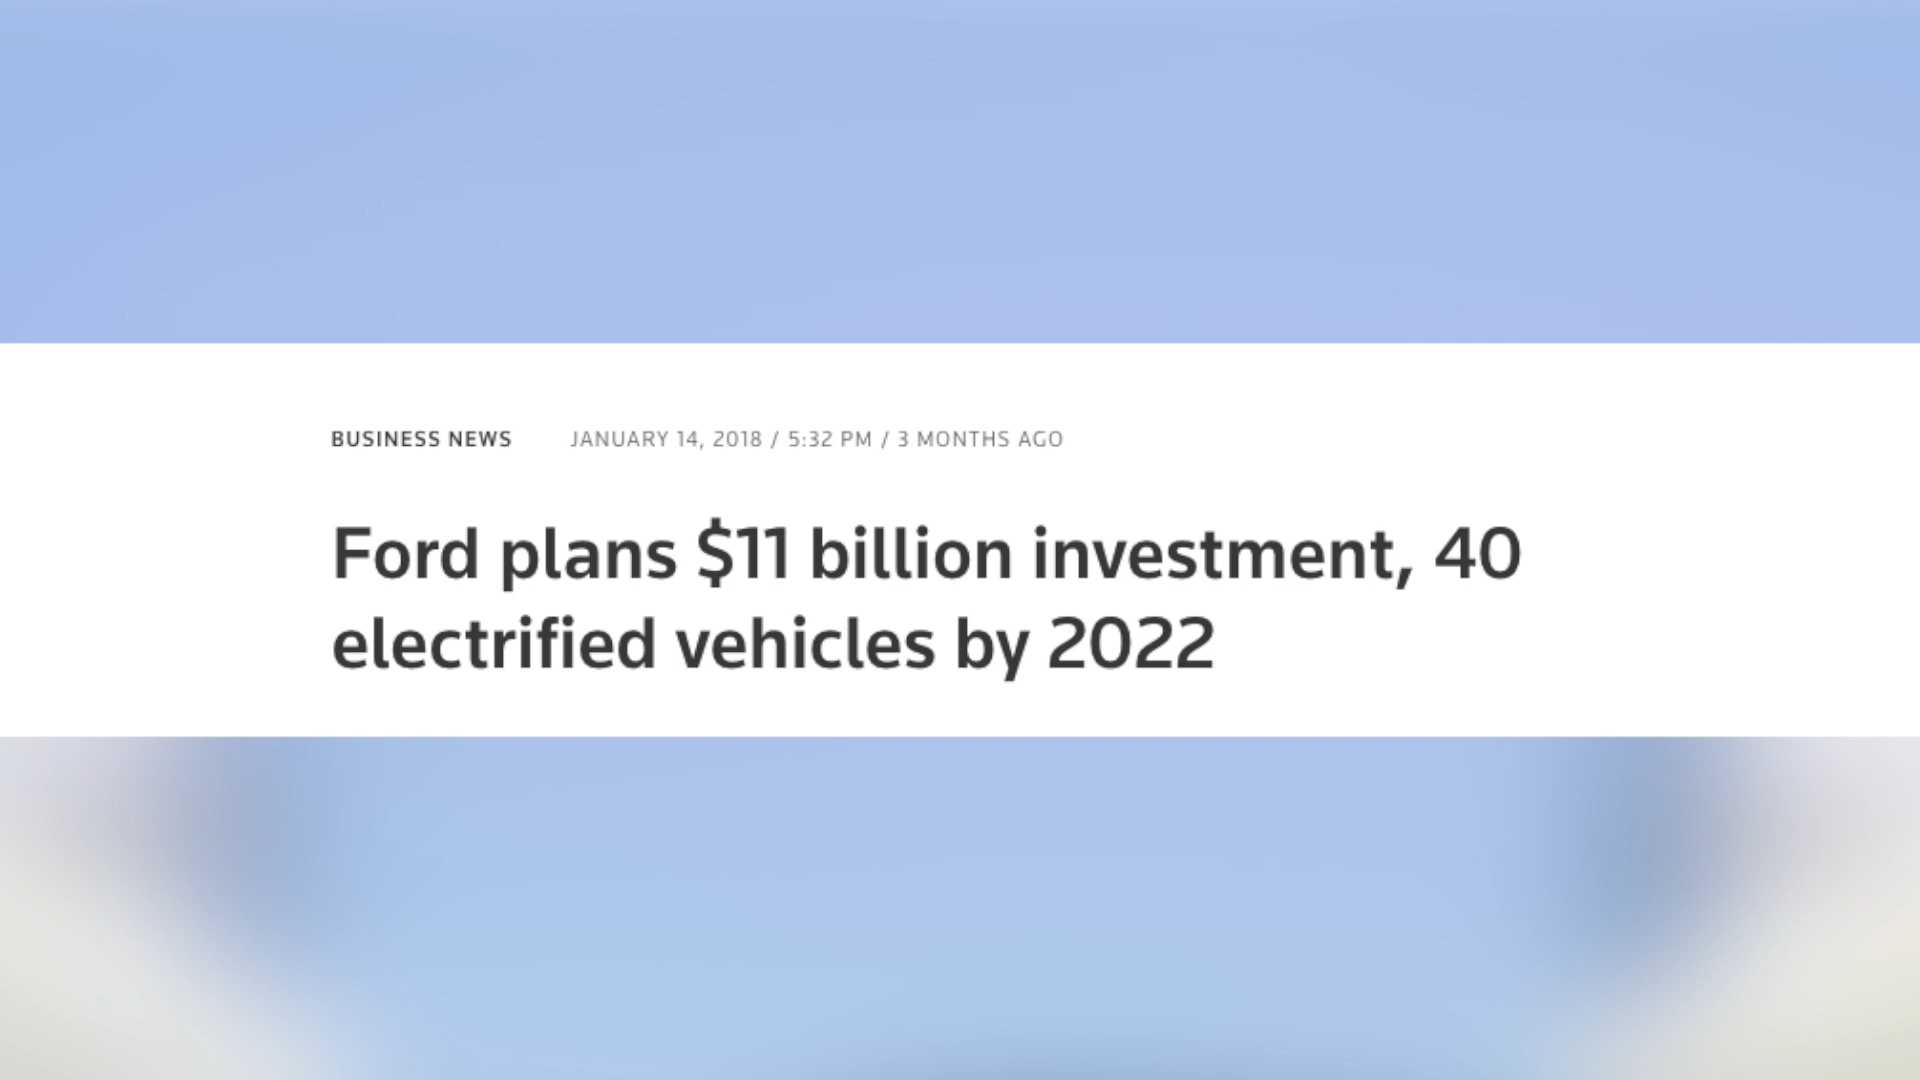 BUSINESS NEWS JANUARY 14, 2018 / 5:32 PM / 3 MONTHS AGO
Ford plans $11 billion investment, 40
electrified vehicles by 2022